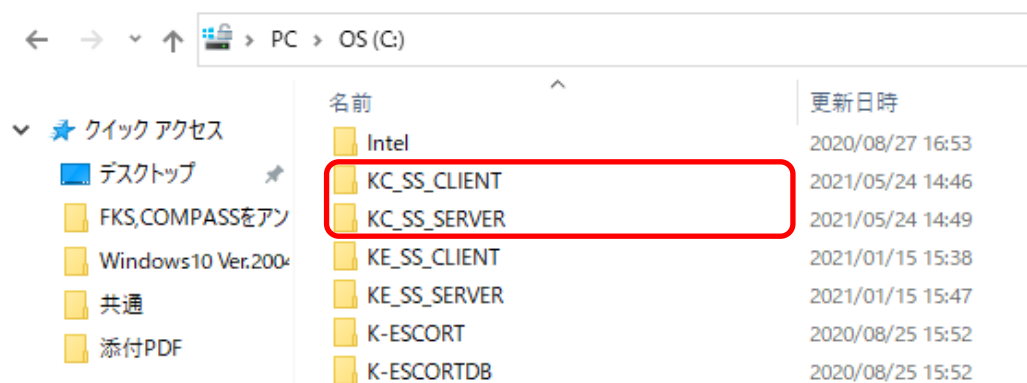 PC > OS (C:)
名前 更新日時
クイック アクセス
デスクトップ
FKS,COMPASSをアン
Windows10 Ver.2004
共通
添付PDF
Intel 2020/08/27 16:53
KC_SS_CLIENT 2021/05/24 14:46
KC_SS_SERVER 2021/05/24 14:49
KE_SS_CLIENT 2021/01/15 15:38
KE_SS_SERVER 2021/01/15 15:47
K-ESCORT 2020/08/25 15:52
K-ESCORTDB 2020/08/25 15:52